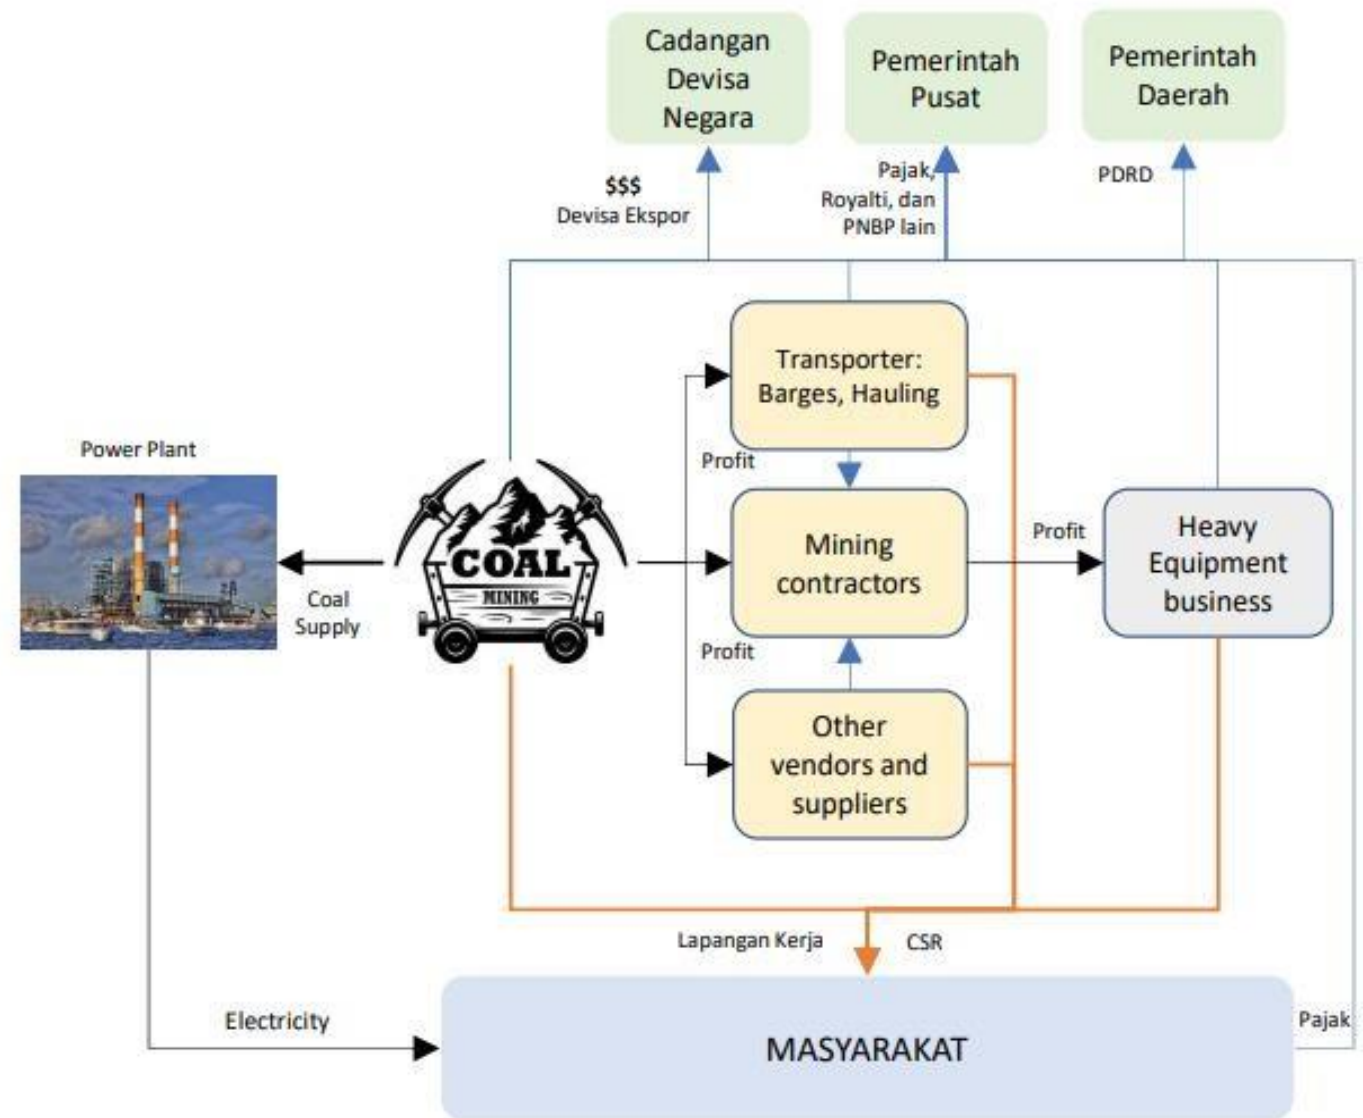 Cadangan
Devisa
Negara
Pemerintah
Pusat
Pemerintah
Daerah
$$$
Devisa Ekspor
Pajak,
Royalti, dan
PNBP lain
PDRD
Transporter:
Barges, Hauling
Power Plant
Profit
COAL
MINING
Coal
Supply
Mining
contractors
Profit
Heavy
Equipment
business
Profit
Other
vendors and
suppliers
Lapangan Kerja
CSR
Electricity
MASYARAKAT
Pajak